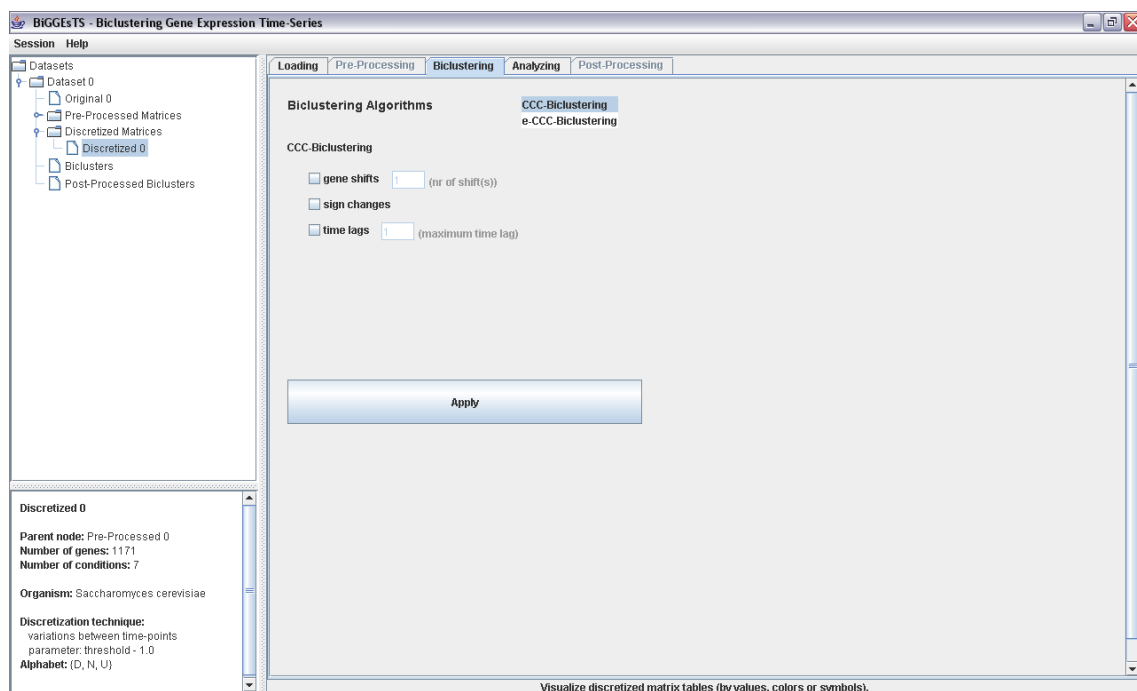 BiGGEsTS - Biclustering Gene Expression Time-Series
Session Help
Datasets
Dataset 0
Original 0
Pre-Processed Matrices
Discretized Matrices
Discretized 0
Biclusters
Post-Processed Biclusters
Loading Pre-Processing Biclustering Analyzing Post-Processing
Biclustering Algorithms
CCC-Biclustering
e-CCC-Biclustering
CCC-Biclustering
gene shifts 1 (nr of shift(s))
sign changes
time lags 1 (maximum time lag)
Apply
Discretized 0
Parent node: Pre-Processed 0
Number of genes: 1171
Number of conditions: 7
Organism: Saccharomyces cerevisiae
Discretization technique:
variations between time-points
parameter: threshold - 1.0
Alphabet: {D, N, U}
Visualize discretized matrix tables (by values, colors or symbols).